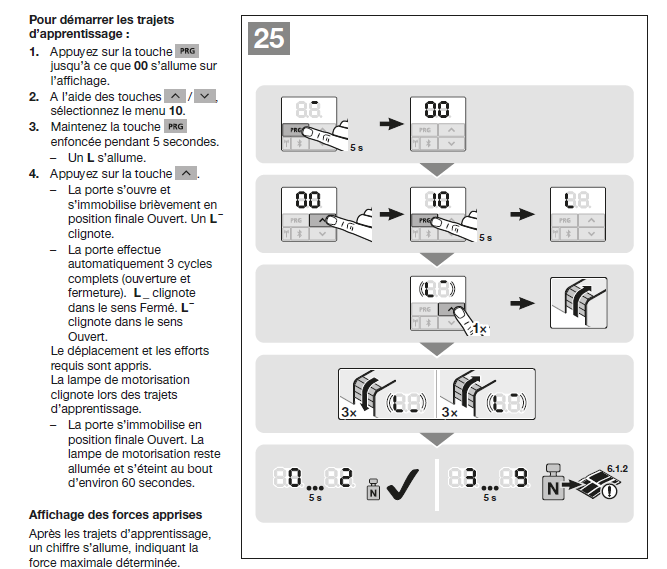 Pour démarrer les trajets
d’apprentissage :
1. Appuyez sur la touche PRG
jusqu’à ce que 00 s’allume sur
l’affichage.
2. A l’aide des touches / ,
sélectionnez le menu 10.
3. Maintenez la touche PRG
enfoncée pendant 5 secondes.
– Un L s’allume.
4. Appuyez sur la touche .
– La porte s’ouvre et
s’immobilise brièvement en
position finale Ouvert. Un L¯
clignote.
– La porte effectue
automatiquement 3 cycles
complets (ouverture et
fermeture). L_ clignote
dans le sens Fermé. L¯
clignote dans le sens
Ouvert.
Le déplacement et les efforts
requis sont appris.
La lampe de motorisation
clignote lors des trajets
d’apprentissage.
– La porte s’immobilise en
position finale Ouvert. La
lampe de motorisation reste
allumée et s’éteint au bout
d’environ 60 secondes.
Affichage des forces apprises
Après les trajets d’apprentissage,
un chiffre s’allume, indiquant la
force maximale déterminée.
25
¯ 00
PRG PRG
5 s
00 10 L
PRG PRG PRG
5 s
L¯
PRG
1×
3× L_ 3× L¯
0 ... 2 N 3 ... 9 N 6.1.2
5 s 5 s